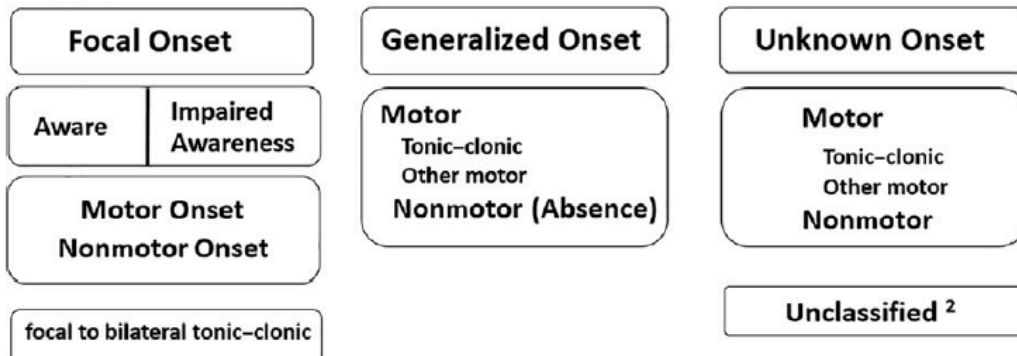 Focal Onset
Aware
Impaired
Awareness
Motor Onset
Nonmotor Onset
focal to bilateral tonic–clonic
Generalized Onset
Motor
Tonic–clonic
Other motor
Nonmotor (Absence)
Unknown Onset
Motor
Tonic–clonic
Other motor
Nonmotor
Unclassified ²